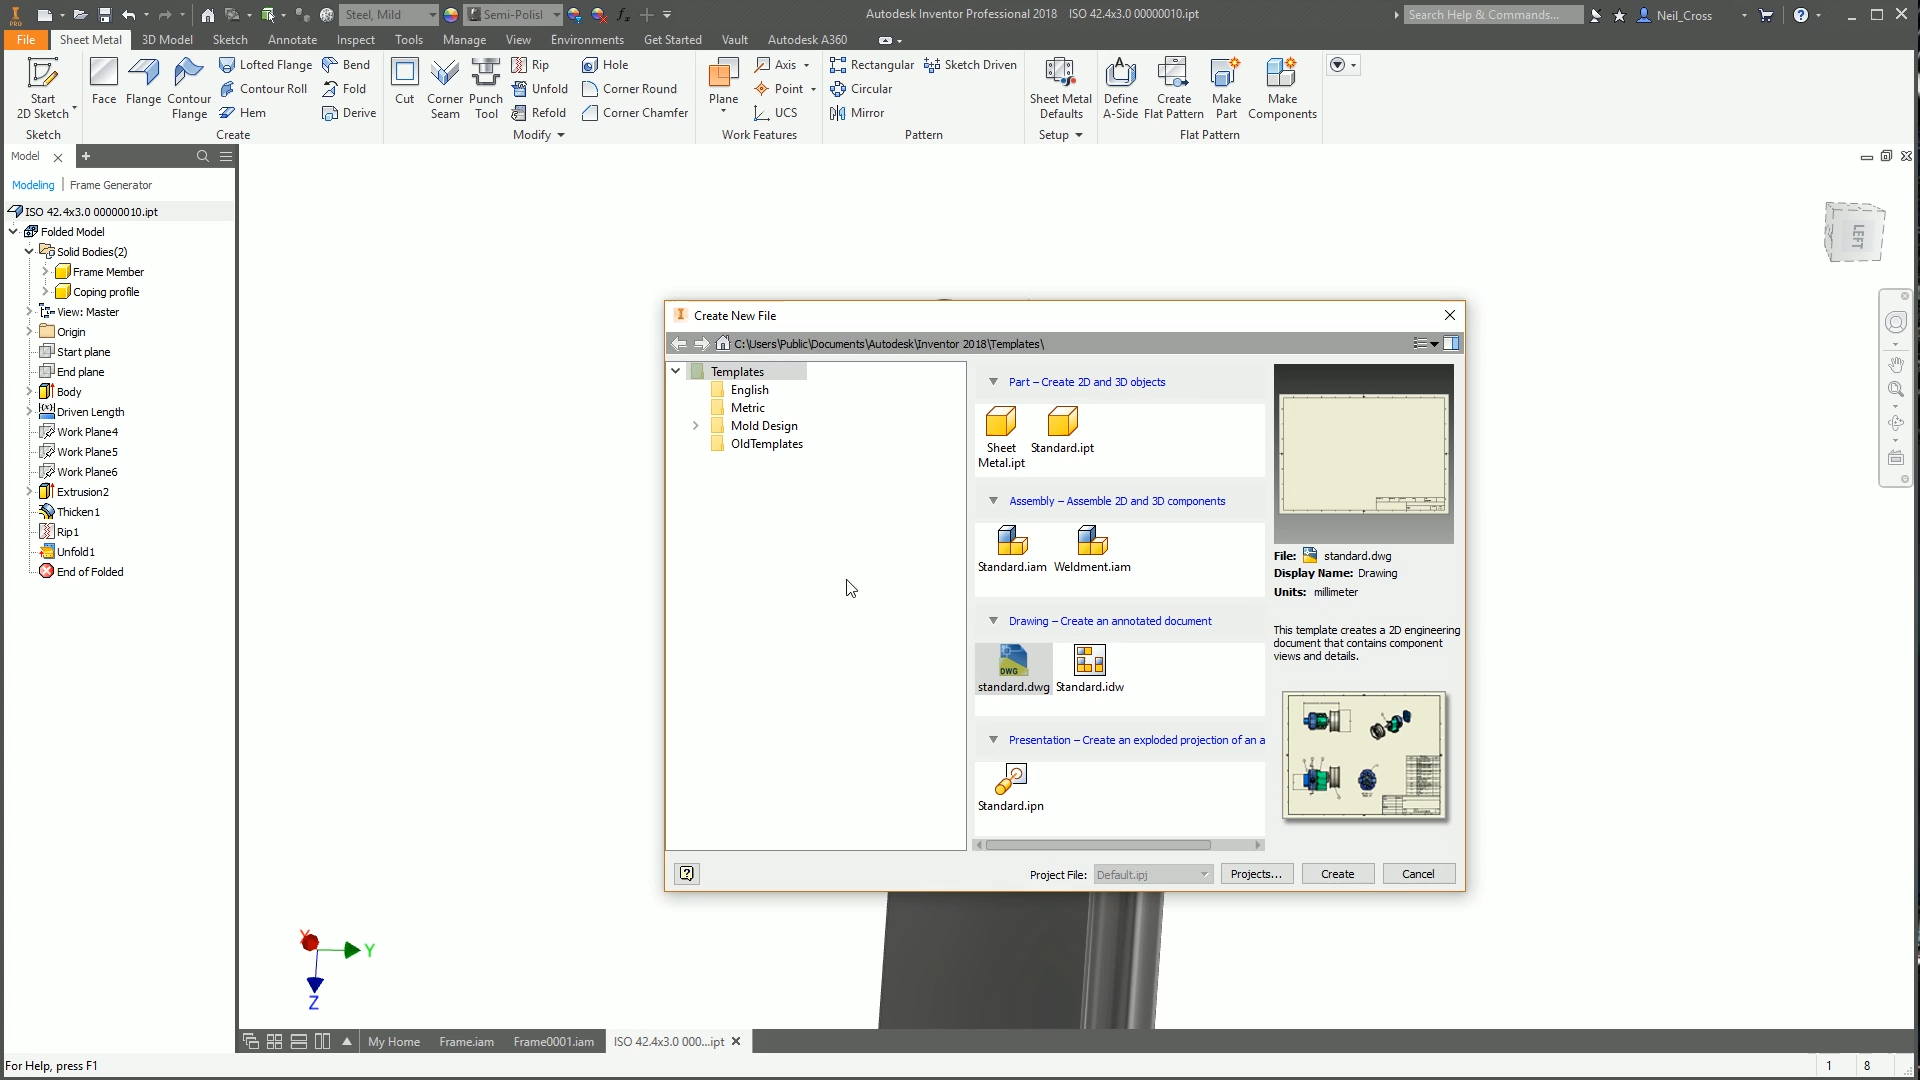 PRO
Steel, Mild
Semi-Polisl
Autodesk Inventor Professional 2018 ISO 42.4x3.0 00000010.ipt
Search Help & Commands...
Neil_Cross
File
Sheet Metal
3D Model
Sketch
Annotate
Inspect
Tools
Manage
View
Environments
Get Started
Vault
Autodesk A360
Start
2D Sketch
Face
Flange
Contour
Flange
Lofted Flange
Contour Roll
Hem
Bend
Fold
Derive
Cut
Corner
Seam
Punch
Tool
Rip
Unfold
Refold
Hole
Corner Round
Corner Chamfer
Plane
Axis
Point
UCS
Rectangular
Circular
Mirror
Sketch Driven
Sheet Metal
Defaults
Define
A-Side
Create
Flat Pattern
Make
Part
Make
Components
Sketch
Create
Modify
Work Features
Pattern
Setup
Flat Pattern
Model
Modeling
Frame Generator
ISO 42.4x3.0 00000010.ipt
Folded Model
Solid Bodies(2)
Frame Member
Coping profile
View: Master
Origin
Start plane
End plane
Body
Driven Length
Work Plane4
Work Plane5
Work Plane6
Extrusion2
Thicken1
Rip1
Unfold1
End of Folded
LEFT
Create New File
C:\Users\Public\Documents\Autodesk\Inventor 2018\Templates\
Templates
English
Metric
Mold Design
OldTemplates
Part – Create 2D and 3D objects
Sheet
Metal.ipt
Standard.ipt
Assembly – Assemble 2D and 3D components
Standard.iam
Weldment.iam
Drawing – Create an annotated document
DWG
standard.dwg
Standard.idw
Presentation – Create an exploded projection of an a
Standard.ipn
File: standard.dwg
Display Name: Drawing
Units: millimeter
This template creates a 2D engineering
document that contains component
views and details.
Project File:
Default.ipj
Projects...
Create
Cancel
X
Y
Z
My Home
Frame.iam
Frame0001.iam
ISO 42.4x3.0 000...ipt
For Help, press F1
1
8